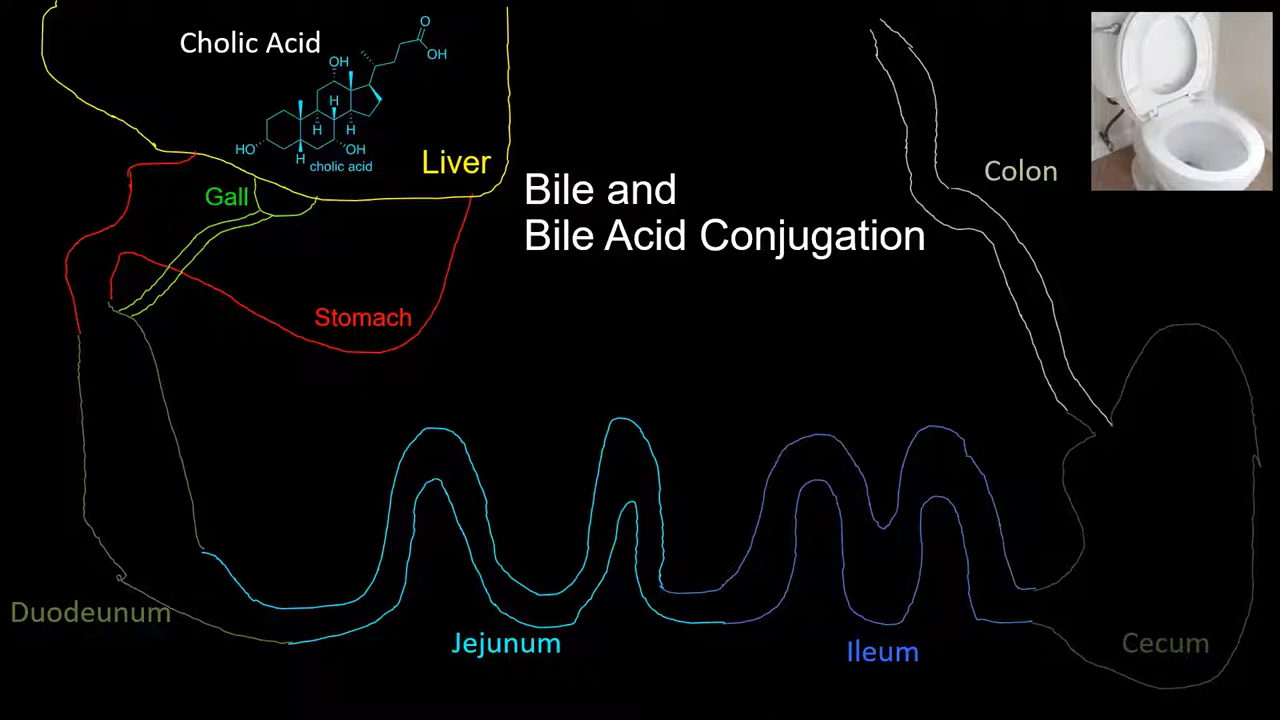 Cholic Acid
O
OH
OH
H
H
H
HO
H
OH
cholic acid
Liver
Gall
Bile and
Bile Acid Conjugation
Colon
Stomach
Duodeunum
Jejunum
Ileum
Cecum